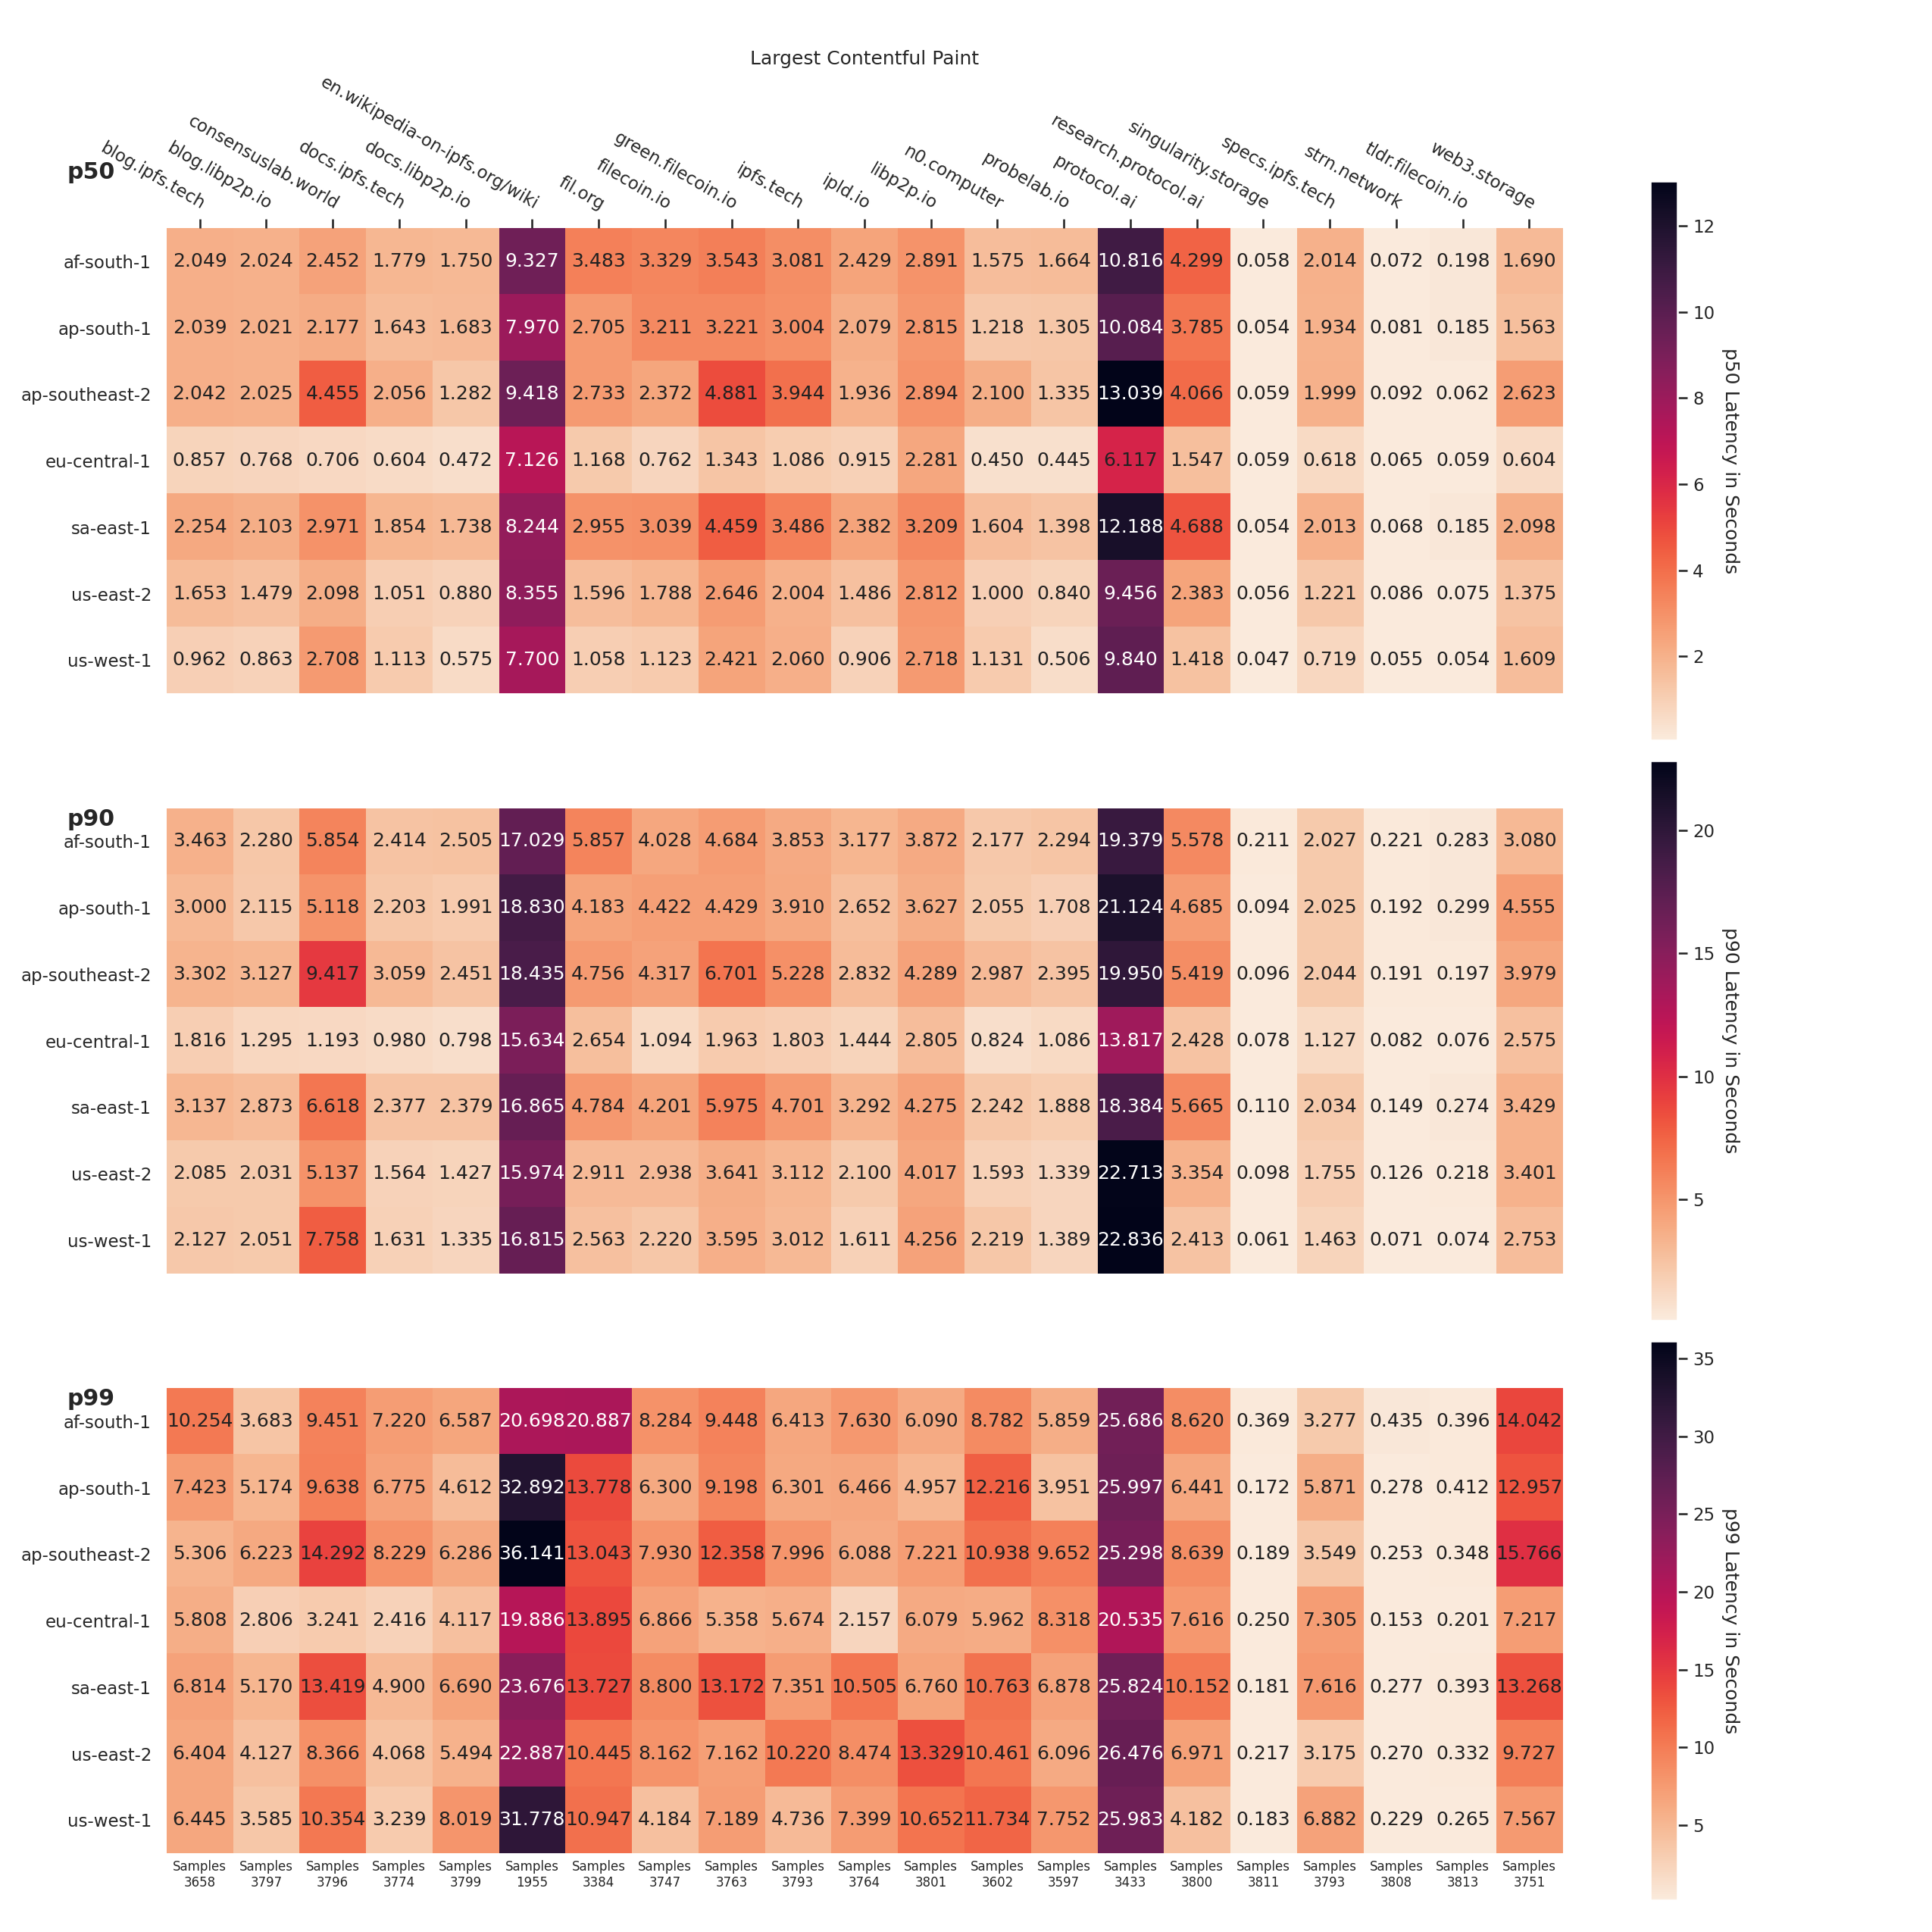 Largest Contentful Paint
p50
blog.ipfs.tech
blog.libp2p.io
consensuslab.world
docs.ipfs.tech
docs.libp2p.io
en.wikipedia-on-ipfs.org/wiki
fil.org
filecoin.io
green.filecoin.io
ipfs.tech
ipld.io
libp2p.io
n0.computer
probelab.io
protocol.ai
research.protocol.ai
singularity.storage
specs.ipfs.tech
strn.network
tldr.filecoin.io
web3.storage
af-south-1 2.049 2.024 2.452 1.779 1.750 9.327 3.483 3.329 3.543 3.081 2.429 2.891 1.575 1.664 10.816 4.299 0.058 2.014 0.072 0.198 1.690
ap-south-1 2.039 2.021 2.177 1.643 1.683 7.970 2.705 3.211 3.221 3.004 2.079 2.815 1.218 1.305 10.084 3.785 0.054 1.934 0.081 0.185 1.563
ap-southeast-2 2.042 2.025 4.455 2.056 1.282 9.418 2.733 2.372 4.881 3.944 1.936 2.894 2.100 1.335 13.039 4.066 0.059 1.999 0.092 0.062 2.623
eu-central-1 0.857 0.768 0.706 0.604 0.472 7.126 1.168 0.762 1.343 1.086 0.915 2.281 0.450 0.445 6.117 1.547 0.059 0.618 0.065 0.059 0.604
sa-east-1 2.254 2.103 2.971 1.854 1.738 8.244 2.955 3.039 4.459 3.486 2.382 3.209 1.604 1.398 12.188 4.688 0.054 2.013 0.068 0.185 2.098
us-east-2 1.653 1.479 2.098 1.051 0.880 8.355 1.596 1.788 2.646 2.004 1.486 2.812 1.000 0.840 9.456 2.383 0.056 1.221 0.086 0.075 1.375
us-west-1 0.962 0.863 2.708 1.113 0.575 7.700 1.058 1.123 2.421 2.060 0.906 2.718 1.131 0.506 9.840 1.418 0.047 0.719 0.055 0.054 1.609
12
10
8
6
4
2
p50 Latency in Seconds
p90
af-south-1 3.463 2.280 5.854 2.414 2.505 17.029 5.857 4.028 4.684 3.853 3.177 3.872 2.177 2.294 19.379 5.578 0.211 2.027 0.221 0.283 3.080
ap-south-1 3.000 2.115 5.118 2.203 1.991 18.830 4.183 4.422 4.429 3.910 2.652 3.627 2.055 1.708 21.124 4.685 0.094 2.025 0.192 0.299 4.555
ap-southeast-2 3.302 3.127 9.417 3.059 2.451 18.435 4.756 4.317 6.701 5.228 2.832 4.289 2.987 2.395 19.950 5.419 0.096 2.044 0.191 0.197 3.979
eu-central-1 1.816 1.295 1.193 0.980 0.798 15.634 2.654 1.094 1.963 1.803 1.444 2.805 0.824 1.086 13.817 2.428 0.078 1.127 0.082 0.076 2.575
sa-east-1 3.137 2.873 6.618 2.377 2.379 16.865 4.784 4.201 5.975 4.701 3.292 4.275 2.242 1.888 18.384 5.665 0.110 2.034 0.149 0.274 3.429
us-east-2 2.085 2.031 5.137 1.564 1.427 15.974 2.911 2.938 3.641 3.112 2.100 4.017 1.593 1.339 22.713 3.354 0.098 1.755 0.126 0.218 3.401
us-west-1 2.127 2.051 7.758 1.631 1.335 16.815 2.563 2.220 3.595 3.012 1.611 4.256 2.219 1.389 22.836 2.413 0.061 1.463 0.071 0.074 2.753
20
15
10
5
p90 Latency in Seconds
p99
af-south-1 10.254 3.683 9.451 7.220 6.587 20.698 20.887 8.284 9.448 6.413 7.630 6.090 8.782 5.859 25.686 8.620 0.369 3.277 0.435 0.396 14.042
ap-south-1 7.423 5.174 9.638 6.775 4.612 32.892 13.778 6.300 9.198 6.301 6.466 4.957 12.216 3.951 25.997 6.441 0.172 5.871 0.278 0.412 12.957
ap-southeast-2 5.306 6.223 14.292 8.229 6.286 36.141 13.043 7.930 12.358 7.996 6.088 7.221 10.938 9.652 25.298 8.639 0.189 3.549 0.253 0.348 15.766
eu-central-1 5.808 2.806 3.241 2.416 4.117 19.886 13.895 6.866 5.358 5.674 2.157 6.079 5.962 8.318 20.535 7.616 0.250 7.305 0.153 0.201 7.217
sa-east-1 6.814 5.170 13.419 4.900 6.690 23.676 13.727 8.800 13.172 7.351 10.505 6.760 10.763 6.878 25.824 10.152 0.181 7.616 0.277 0.393 13.268
us-east-2 6.404 4.127 8.366 4.068 5.494 22.887 10.445 8.162 7.162 10.220 8.474 13.329 10.461 6.096 26.476 6.971 0.217 3.175 0.270 0.332 9.727
us-west-1 6.445 3.585 10.354 3.239 8.019 31.778 10.947 4.184 7.189 4.736 7.399 10.652 11.734 7.752 25.983 4.182 0.183 6.882 0.229 0.265 7.567
Samples Samples Samples Samples Samples Samples Samples Samples Samples Samples Samples Samples Samples Samples Samples Samples Samples Samples Samples Samples Samples
3658 3797 3796 3774 3799 1955 3384 3747 3763 3793 3764 3801 3602 3597 3433 3800 3811 3793 3808 3813 3751
35
30
25
20
15
10
5
p99 Latency in Seconds